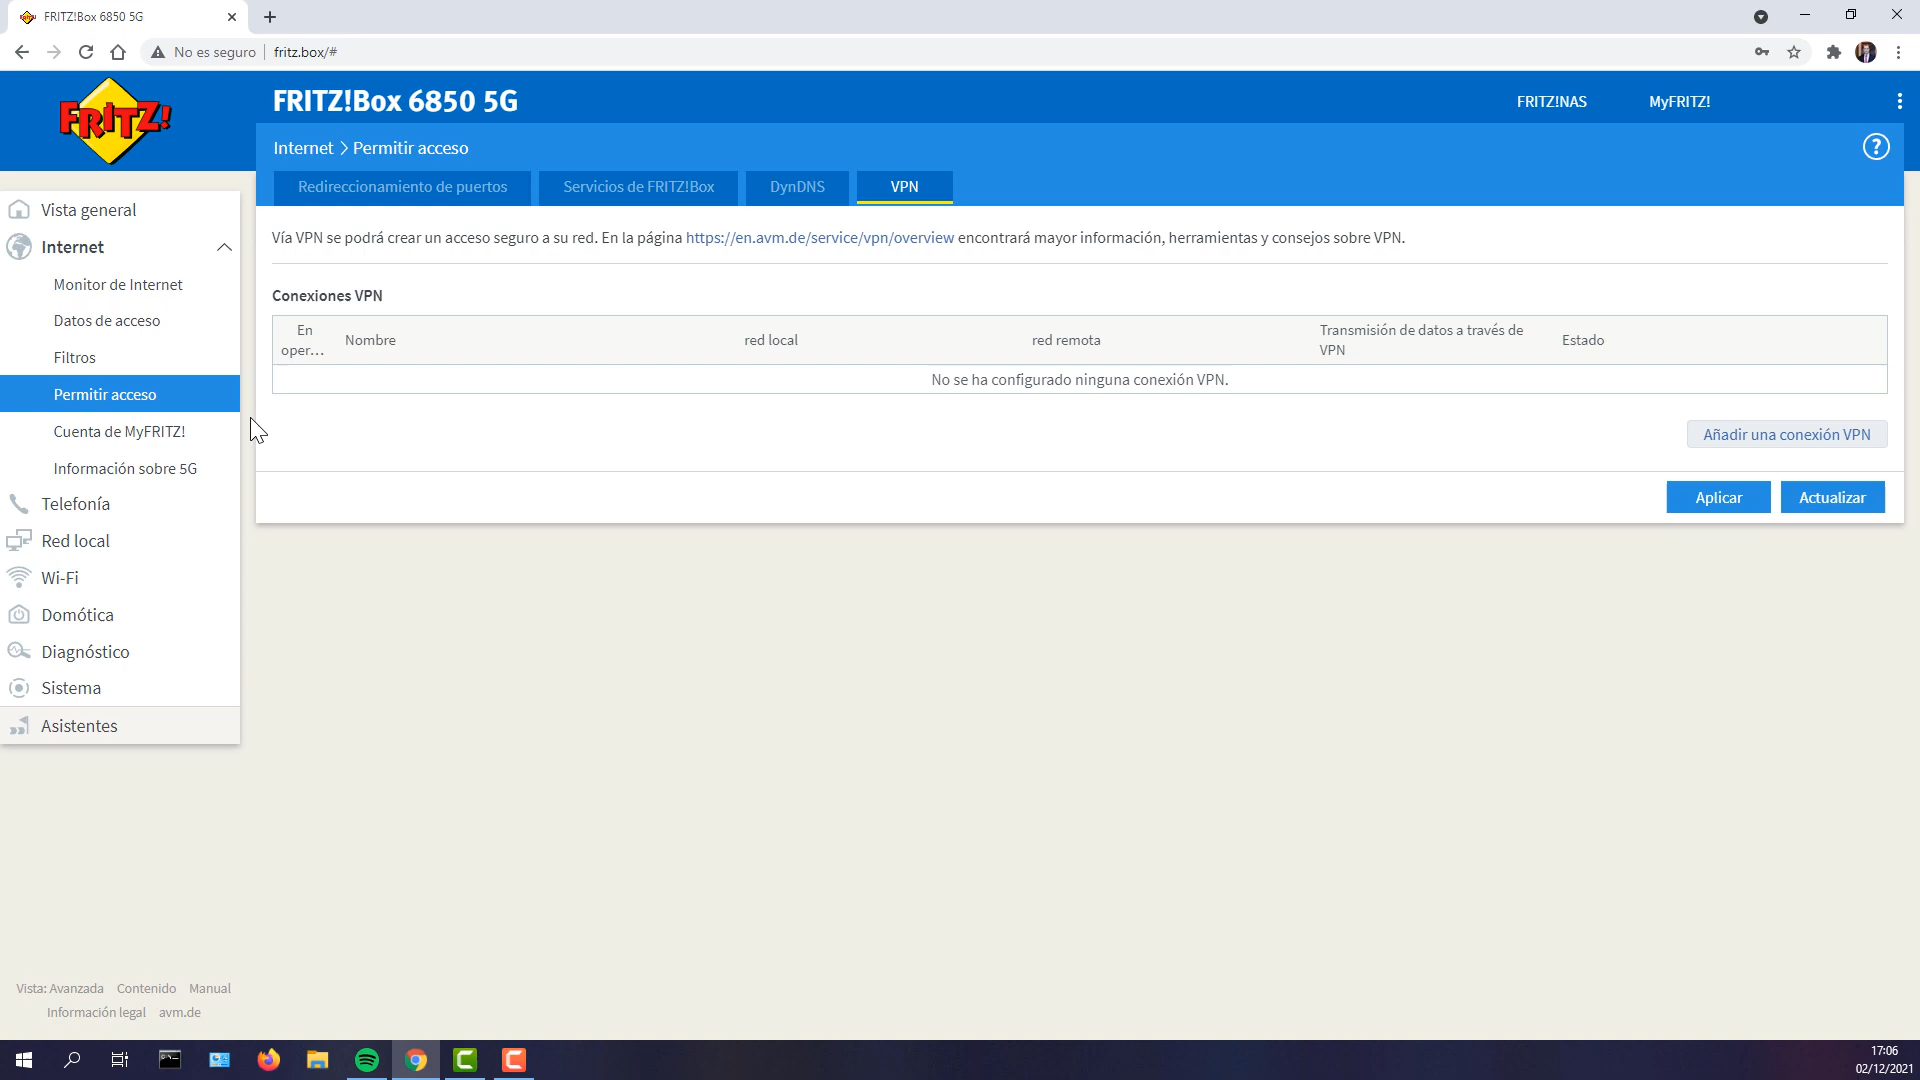 FRITZ!Box 6850 5G
No es seguro
fritz.box/#
FRITZ!
FRITZ!Box 6850 5G
FRITZ!NAS
MyFRITZ!
Internet > Permitir acceso
?
Redireccionamiento de puertos
Servicios de FRITZ!Box
DynDNS
VPN
Vista general
Internet
Monitor de Internet
Datos de acceso
Filtros
Permitir acceso
Cuenta de MyFRITZ!
Información sobre 5G
Telefonía
Red local
Wi-Fi
Domótica
Diagnóstico
Sistema
Asistentes
Vía VPN se podrá crear un acceso seguro a su red. En la página https://en.avm.de/service/vpn/overview encontrará mayor información, herramientas y consejos sobre VPN.
Conexiones VPN
En
oper...
Nombre
red local
red remota
Transmisión de datos a través de
VPN
Estado
No se ha configurado ninguna conexión VPN.
Añadir una conexión VPN
Aplicar
Actualizar
Vista: Avanzada
Contenido
Manual
Información legal
avm.de
17:06
02/12/2021